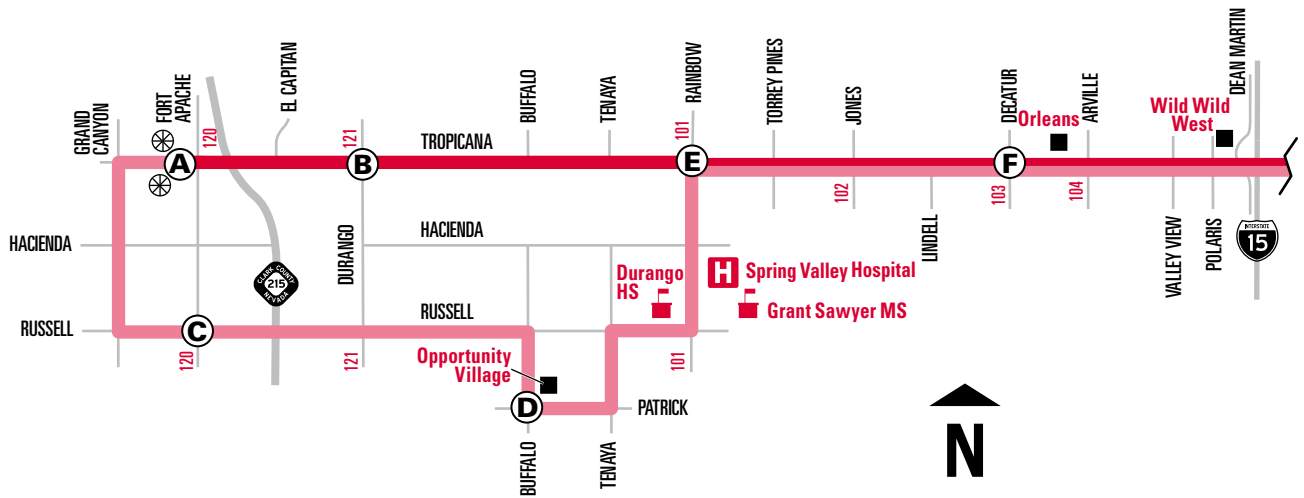 GRAND
CANYON
FORT
APACHE
120
EL CAPITAN
121
BUFFALO
TENAYA
RAINBOW
101
TORREY PINES
JONES
DECATUR
Orleans
ARVILLE
Wild Wild
West
DEAN MARTIN
TROPICANA
A
B
E
F
102
103
104
LINDELL
VALLEY VIEW
POLARIS
INTERSTATE
15
HACIENDA
DURANGO
HACIENDA
CLARK COUNTY
215
NEVADA
Durango
HS
H
Spring Valley Hospital
Grant Sawyer MS
RUSSELL
C
RUSSELL
120
121
101
Opportunity
Village
D
PATRICK
BUFFALO
TENAYA
N